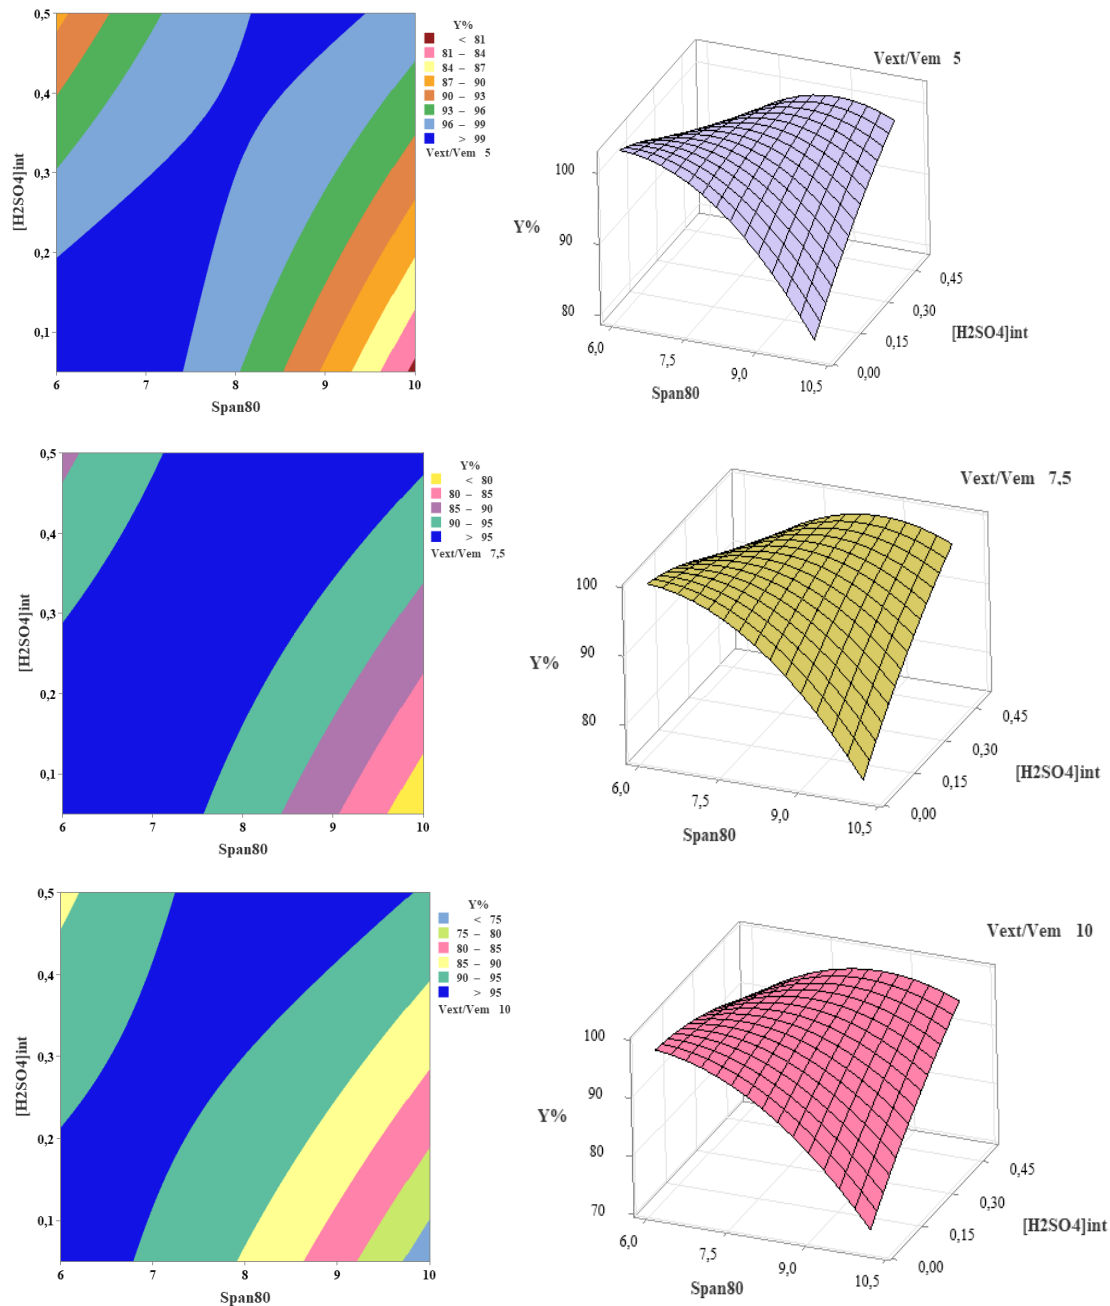 Y%
< 81
81 – 84
84 – 87
87 – 90
90 – 93
93 – 96
96 – 99
> 99
Vext/Vem 5
0,5
0,4
0,3
0,2
0,1
[H2SO4]int
6 7 8 9 10
Span80
Vext/Vem 5
100
90
80
Y%
6,0 7,5 9,0 10,5
Span80
0,00 0,15 0,30 0,45
[H2SO4]int
Y%
< 80
80 – 85
85 – 90
90 – 95
> 95
Vext/Vem 7,5
0,5
0,4
0,3
0,2
0,1
[H2SO4]int
6 7 8 9 10
Span80
Vext/Vem 7,5
100
90
80
Y%
6,0 7,5 9,0 10,5
Span80
0,00 0,15 0,30 0,45
[H2SO4]int
Y%
< 75
75 – 80
80 – 85
85 – 90
90 – 95
> 95
Vext/Vem 10
0,5
0,4
0,3
0,2
0,1
[H2SO4]int
6 7 8 9 10
Span80
Vext/Vem 10
100
90
80
70
Y%
6,0 7,5 9,0 10,5
Span80
0,00 0,15 0,30 0,45
[H2SO4]int